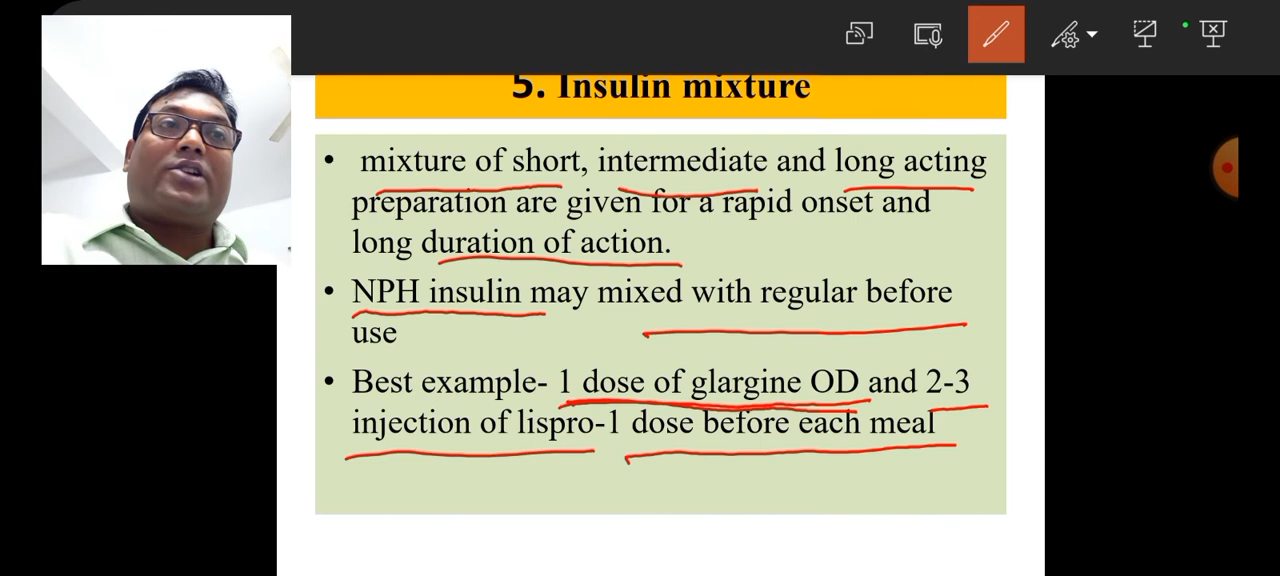 5. Insulin mixture
• mixture of short, intermediate and long acting
preparation are given for a rapid onset and
long duration of action.
• NPH insulin may mixed with regular before
use
• Best example- 1 dose of glargine OD and 2-3
injection of lispro-1 dose before each meal